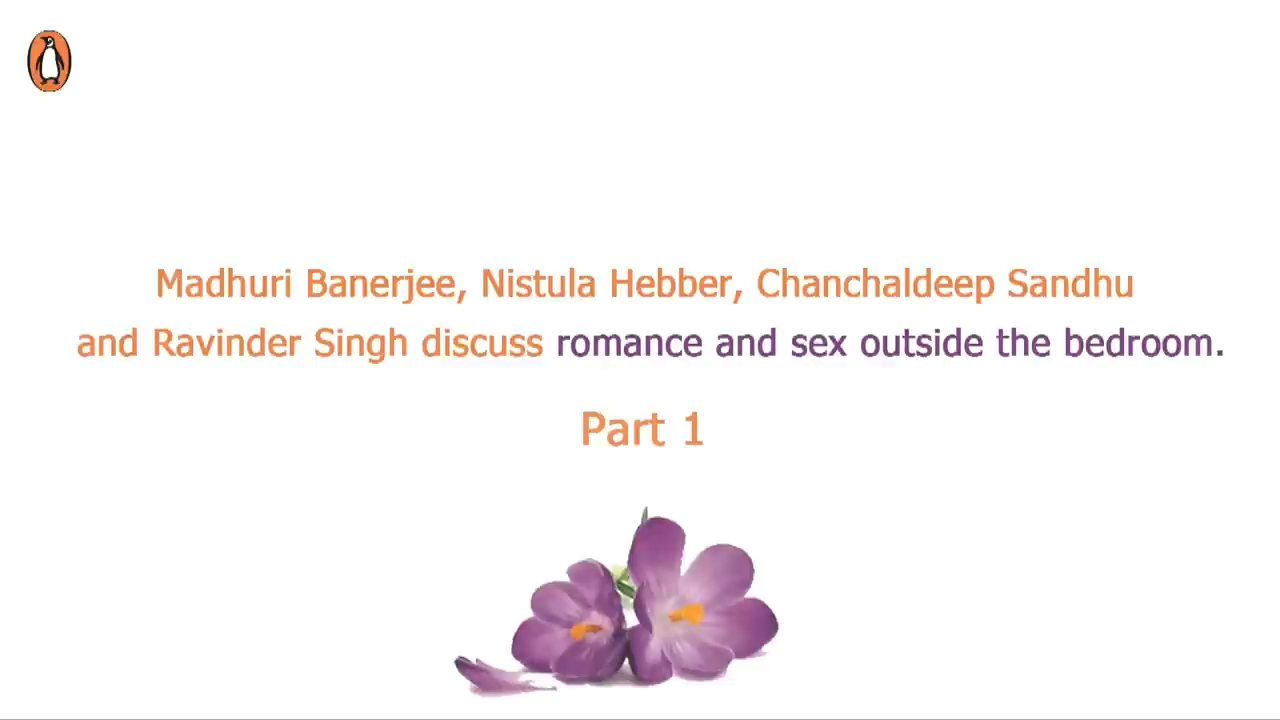 Madhuri Banerjee, Nistula Hebber, Chanchaldeep Sandhu
and Ravinder Singh discuss romance and sex outside the bedroom.
Part 1